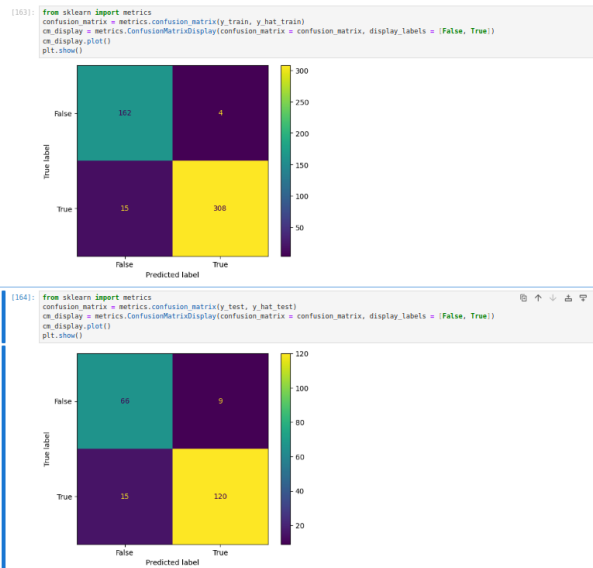 [163]: from sklearn import metrics
confusion_matrix = metrics.confusion_matrix(y_train, y_hat_train)
cm_display = metrics.ConfusionMatrixDisplay(confusion_matrix = confusion_matrix, display_labels = [False, True])
cm_display.plot()
plt.show()
300
250
200
150
100
50
True label
False
162
4
True
15
308
False
True
Predicted label
[164]: from sklearn import metrics
confusion_matrix = metrics.confusion_matrix(y_test, y_hat_test)
cm_display = metrics.ConfusionMatrixDisplay(confusion_matrix = confusion_matrix, display_labels = [False, True])
cm_display.plot()
plt.show()
120
100
80
60
40
20
True label
False
66
9
True
15
120
False
True
Predicted label